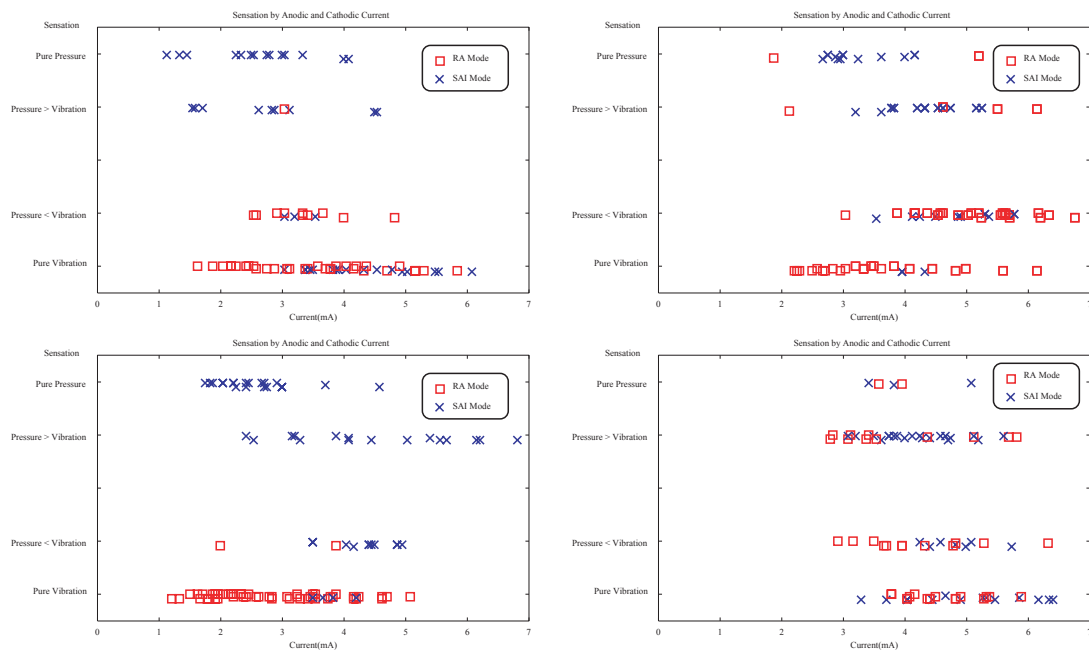 Sensation by Anodic and Cathodic Current
Sensation
Pure Pressure
Pressure > Vibration
Pressure < Vibration
Pure Vibration
RA Mode
SAI Mode
0 1 2 3 4 5 6 7
Current(mA)
Sensation by Anodic and Cathodic Current
Sensation
Pure Pressure
Pressure > Vibration
Pressure < Vibration
Pure Vibration
RA Mode
SAI Mode
0 1 2 3 4 5 6 7
Current(mA)
Sensation by Anodic and Cathodic Current
Sensation
Pure Pressure
Pressure > Vibration
Pressure < Vibration
Pure Vibration
RA Mode
SAI Mode
0 1 2 3 4 5 6 7
Current(mA)
Sensation by Anodic and Cathodic Current
Sensation
Pure Pressure
Pressure > Vibration
Pressure < Vibration
Pure Vibration
RA Mode
SAI Mode
0 1 2 3 4 5 6 7
Current(mA)